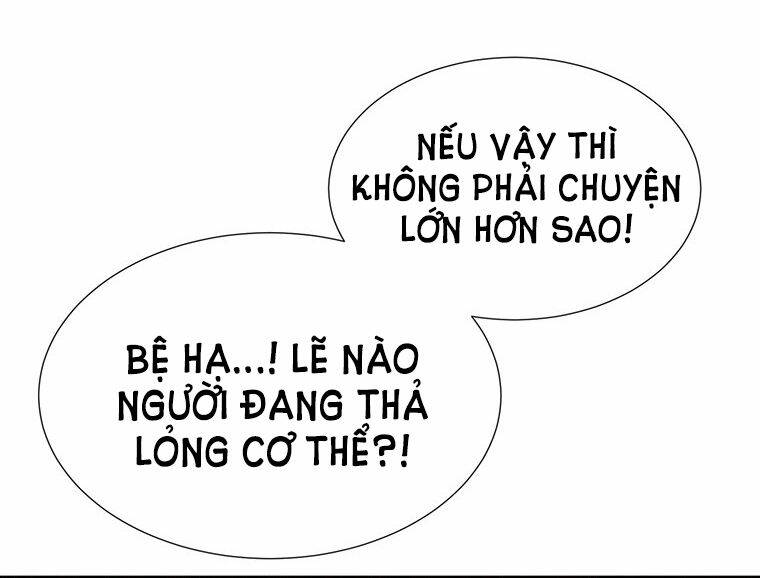 NẾU VẬY THÌ
KHÔNG PHẢI CHUYỆN
LỚN HƠN SAO!
BỆ HẠ...! LẼ NÀO
NGƯỜI ĐANG THẢ
LỎNG CƠ THỂ?!